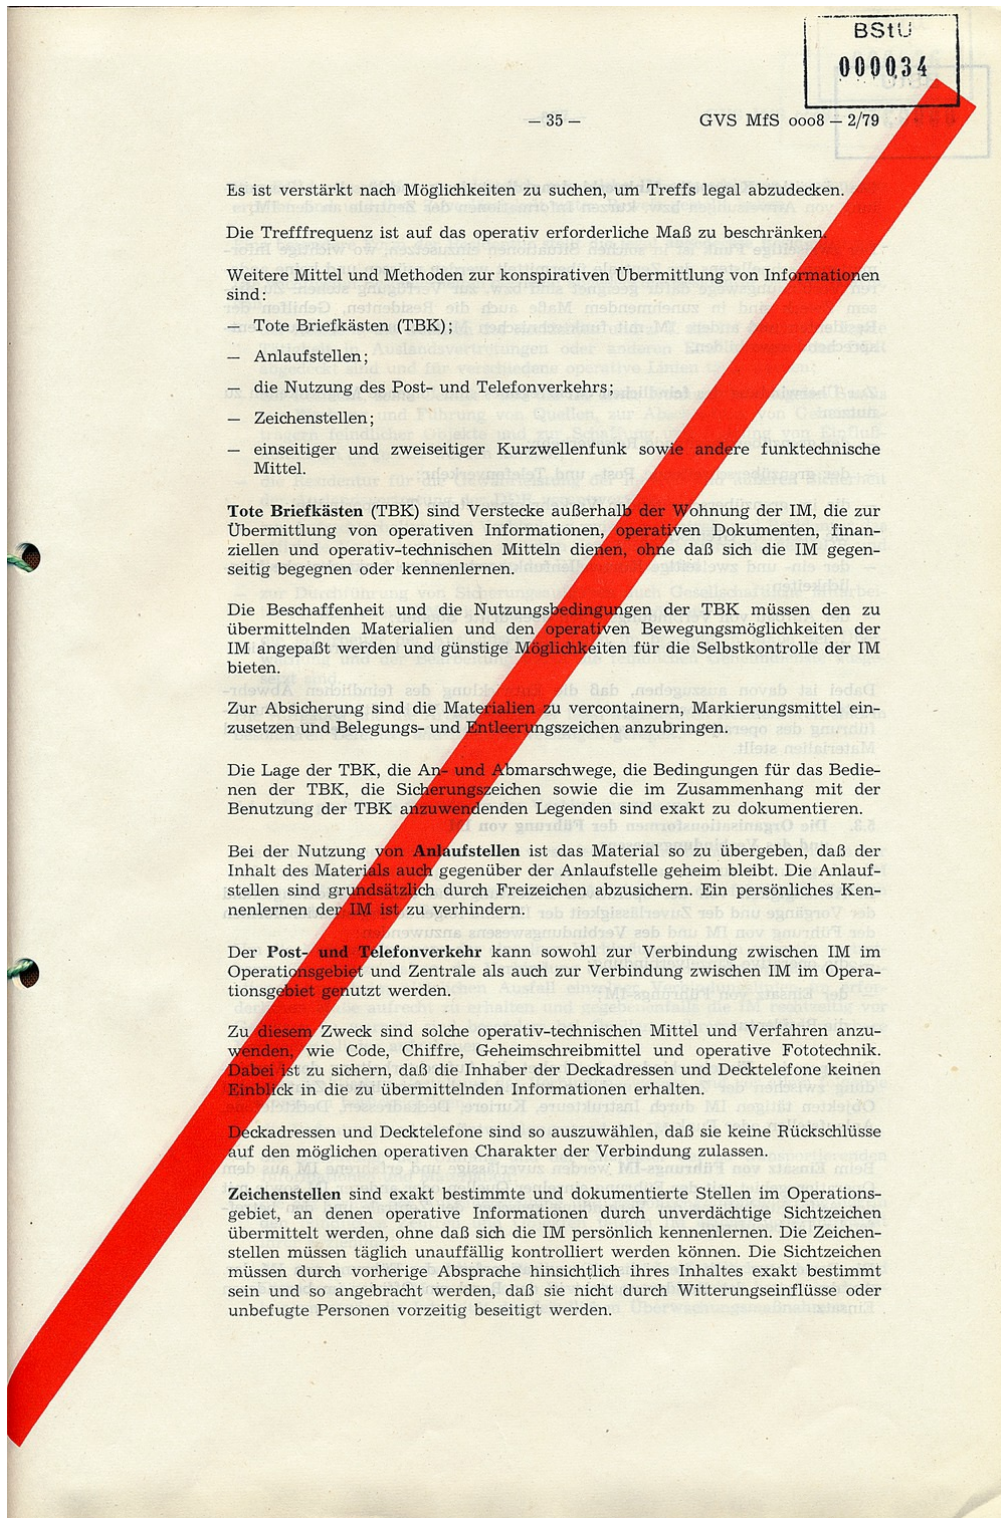 BStU
000034
— 35 —
GVS MfS ooo8 — 2/79
Es ist verstärkt nach Möglichkeiten zu suchen, um Treffs legal abzudecken.
Die Trefffrequenz ist auf das operativ erforderliche Maß zu beschränken.
Weitere Mittel und Methoden zur konspirativen Übermittlung von Informationen
sind:
— Tote Briefkästen (TBK);
— Anlaufstellen;
— die Nutzung des Post- und Telefonverkehrs;
— Zeichenstellen;
— einseitiger und zweiseitiger Kurzwellenfunk sowie andere funktechnische
Mittel.
Tote Briefkästen (TBK) sind Verstecke außerhalb der Wohnung der IM, die zur
Übermittlung von operativen Informationen, operativen Dokumenten, finan-
ziellen und operativ-technischen Mitteln dienen, ohne daß sich die IM gegen-
seitig begegnen oder kennenlernen.
Die Beschaffenheit und die Nutzungsbedingungen der TBK müssen den zu
übermittelnden Materialien und den operativen Bewegungsmöglichkeiten der
IM angepaßt werden und günstige Möglichkeiten für die Selbstkontrolle der IM
bieten.
Zur Absicherung sind die Materialien zu vercontainern, Markierungsmittel ein-
zusetzen und Belegungs- und Entleerungszeichen anzubringen.
Die Lage der TBK, die An- und Abmarschwege, die Bedingungen für das Bedie-
nen der TBK, die Sicherungszeichen sowie die im Zusammenhang mit der
Benutzung der TBK anzuwendenden Legenden sind exakt zu dokumentieren.
Bei der Nutzung von Anlaufstellen ist das Material so zu übergeben, daß der
Inhalt des Materials auch gegenüber der Anlaufstelle geheim bleibt. Die Anlauf-
stellen sind grundsätzlich durch Freizeichen abzusichern. Ein persönliches Ken-
nenlernen der IM ist zu verhindern.
Der Post- und Telefonverkehr kann sowohl zur Verbindung zwischen IM im
Operationsgebiet und Zentrale als auch zur Verbindung zwischen IM im Opera-
tionsgebiet genutzt werden.
Zu diesem Zweck sind solche operativ-technischen Mittel und Verfahren anzu-
wenden, wie Code, Chiffre, Geheimschreibmittel und operative Fototechnik.
Dabei ist zu sichern, daß die Inhaber der Deckadressen und Decktelefone keinen
Einblick in die zu übermittelnden Informationen erhalten.
Deckadressen und Decktelefone sind so auszuwählen, daß sie keine Rückschlüsse
auf den möglichen operativen Charakter der Verbindung zulassen.
Zeichenstellen sind exakt bestimmte und dokumentierte Stellen im Operations-
gebiet, an denen operative Informationen durch unverdächtige Sichtzeichen
übermittelt werden, ohne daß sich die IM persönlich kennenlernen. Die Zeichen-
stellen müssen täglich unauffällig kontrolliert werden können. Die Sichtzeichen
müssen durch vorherige Absprache hinsichtlich ihres Inhaltes exakt bestimmt
sein und so angebracht werden, daß sie nicht durch Witterungseinflüsse oder
unbefugte Personen vorzeitig beseitigt werden.